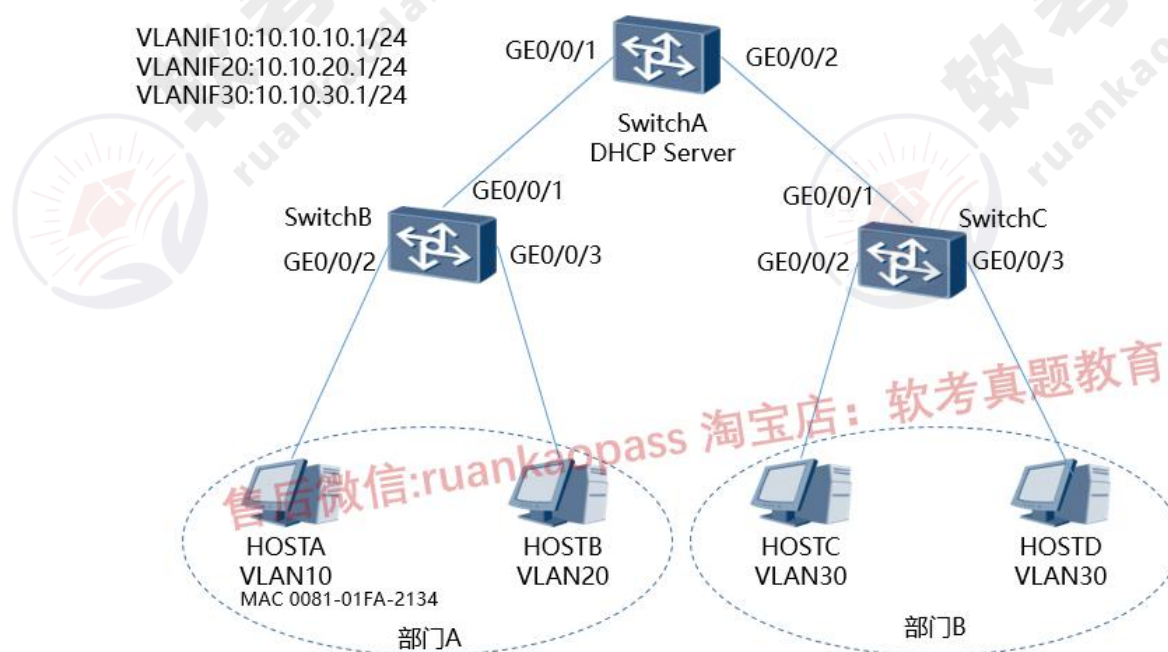 VLANIF10:10.10.10.1/24
VLANIF20:10.10.20.1/24
VLANIF30:10.10.30.1/24
GE0/0/1
GE0/0/2
SwitchA
DHCP Server
GE0/0/1
GE0/0/1
SwitchB
SwitchC
GE0/0/2
GE0/0/3
GE0/0/2
GE0/0/3
售后微信:ruankaopass 淘宝店：软考真题教育
HOSTA
VLAN10
MAC 0081-01FA-2134
HOSTB
VLAN20
HOSTC
VLAN30
HOSTD
VLAN30
部门A
部门B